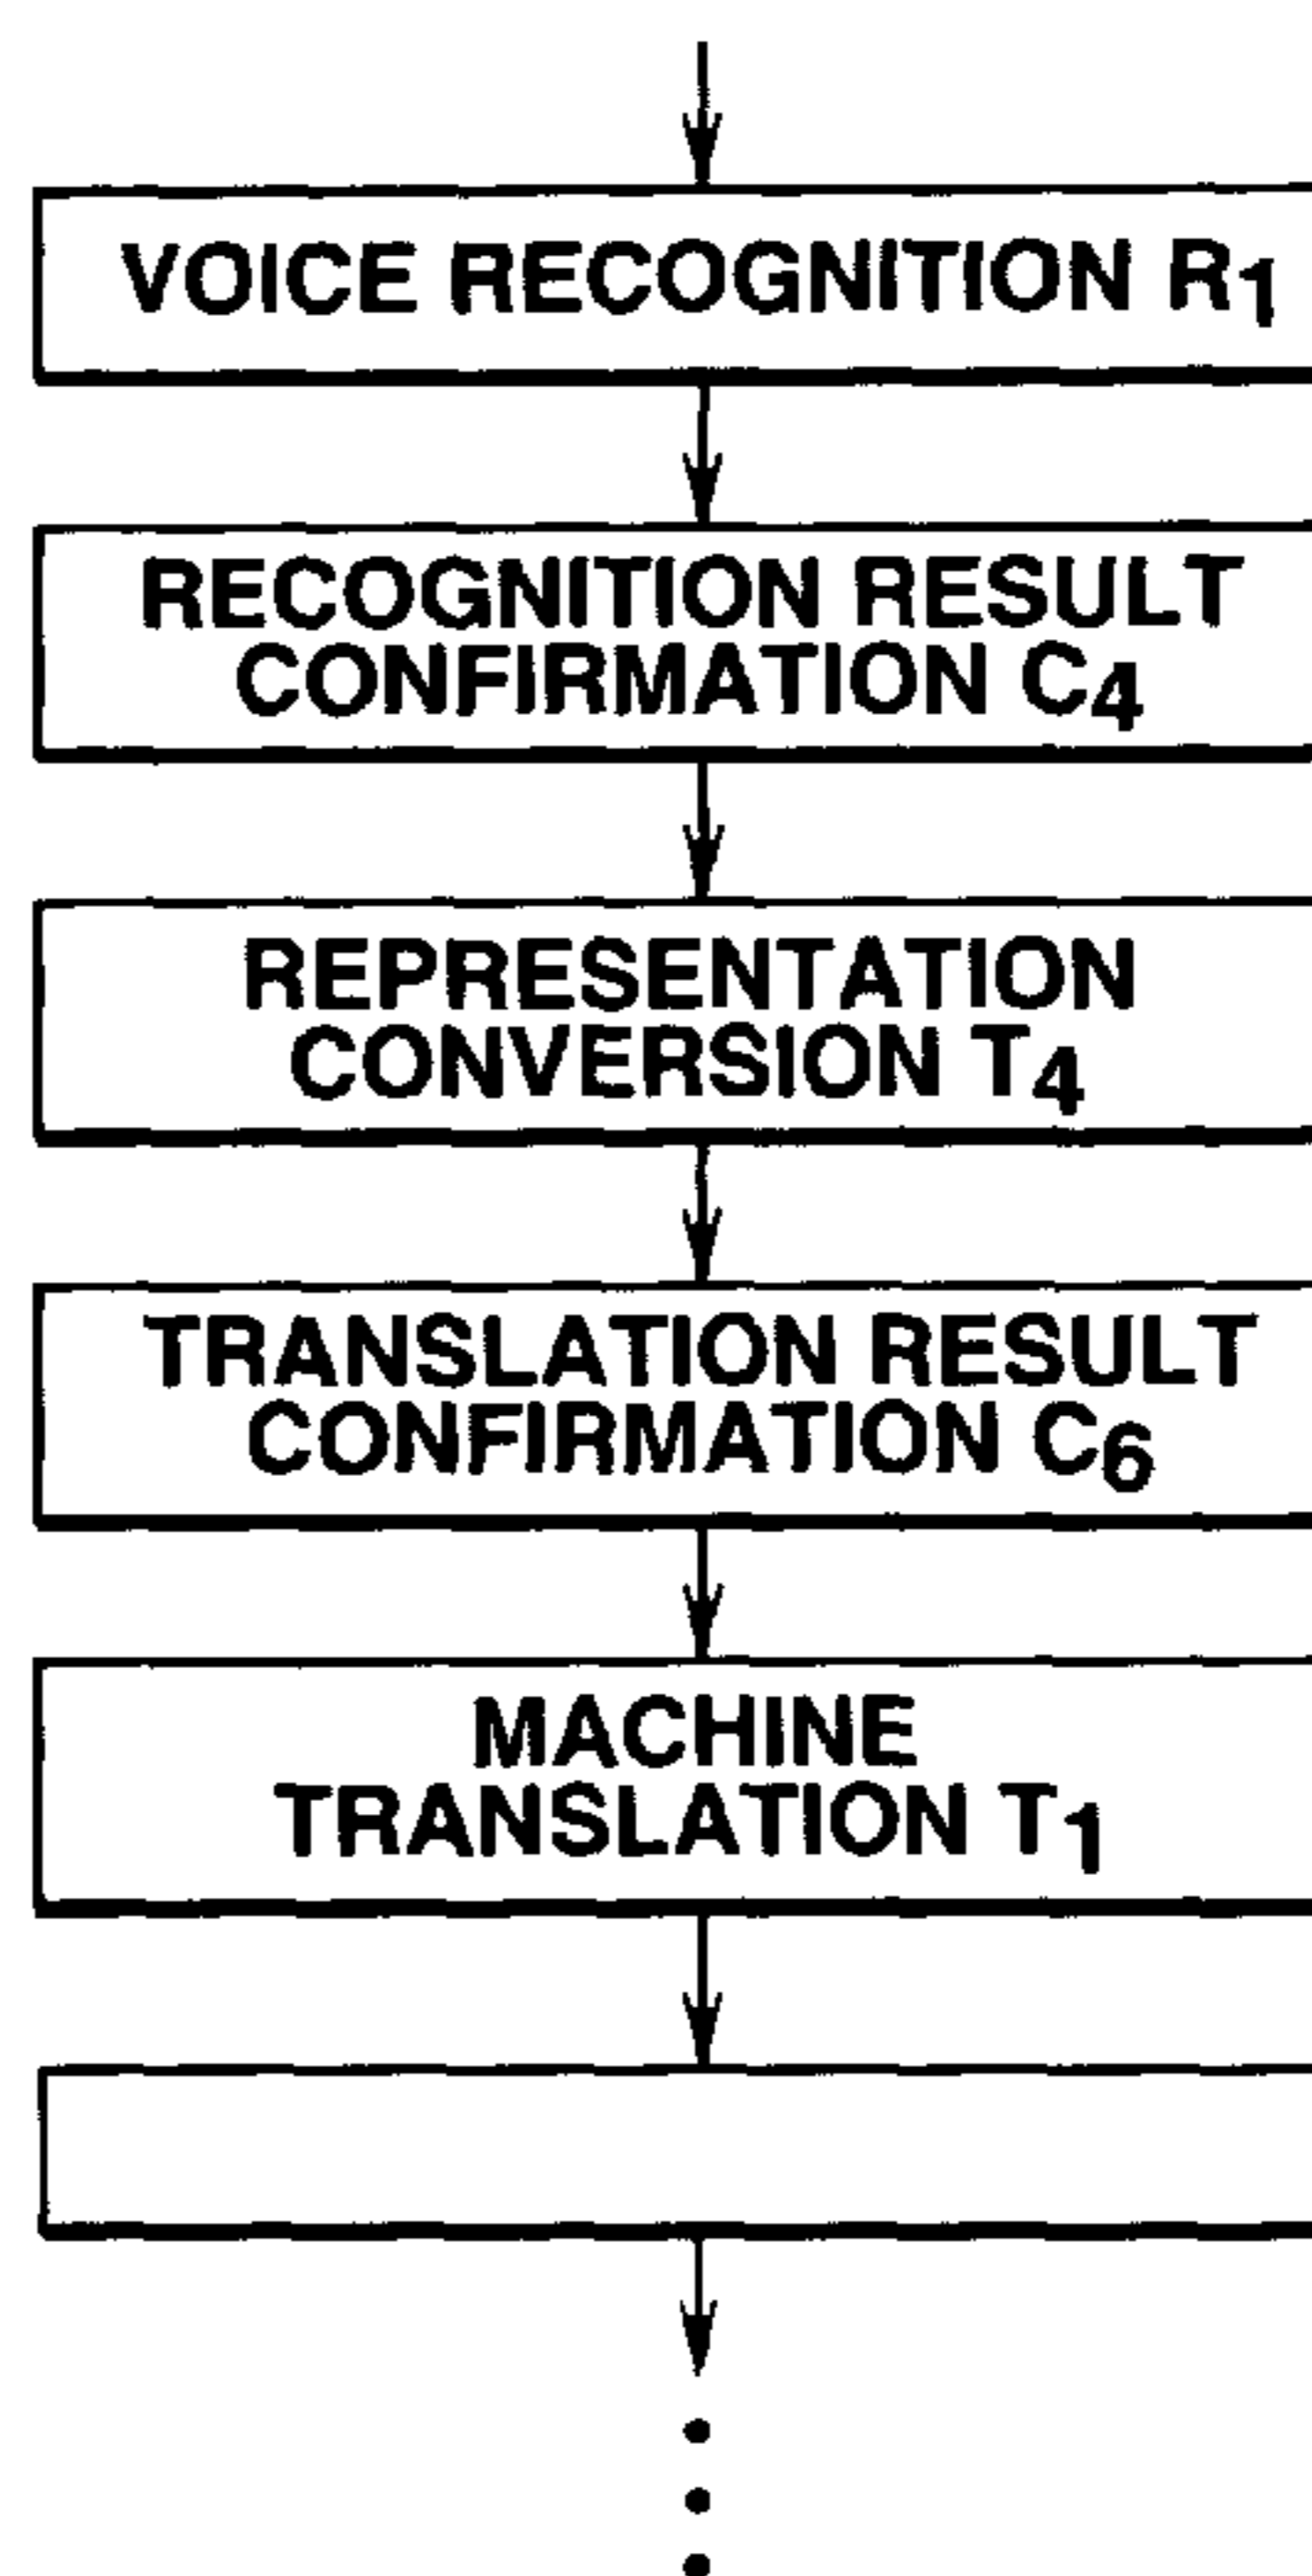 VOICE RECOGNITION R1
RECOGNITION RESULT
CONFIRMATION C4
REPRESENTATION
CONVERSION T4
TRANSLATION RESULT
CONFIRMATION C6
MACHINE
TRANSLATION T1